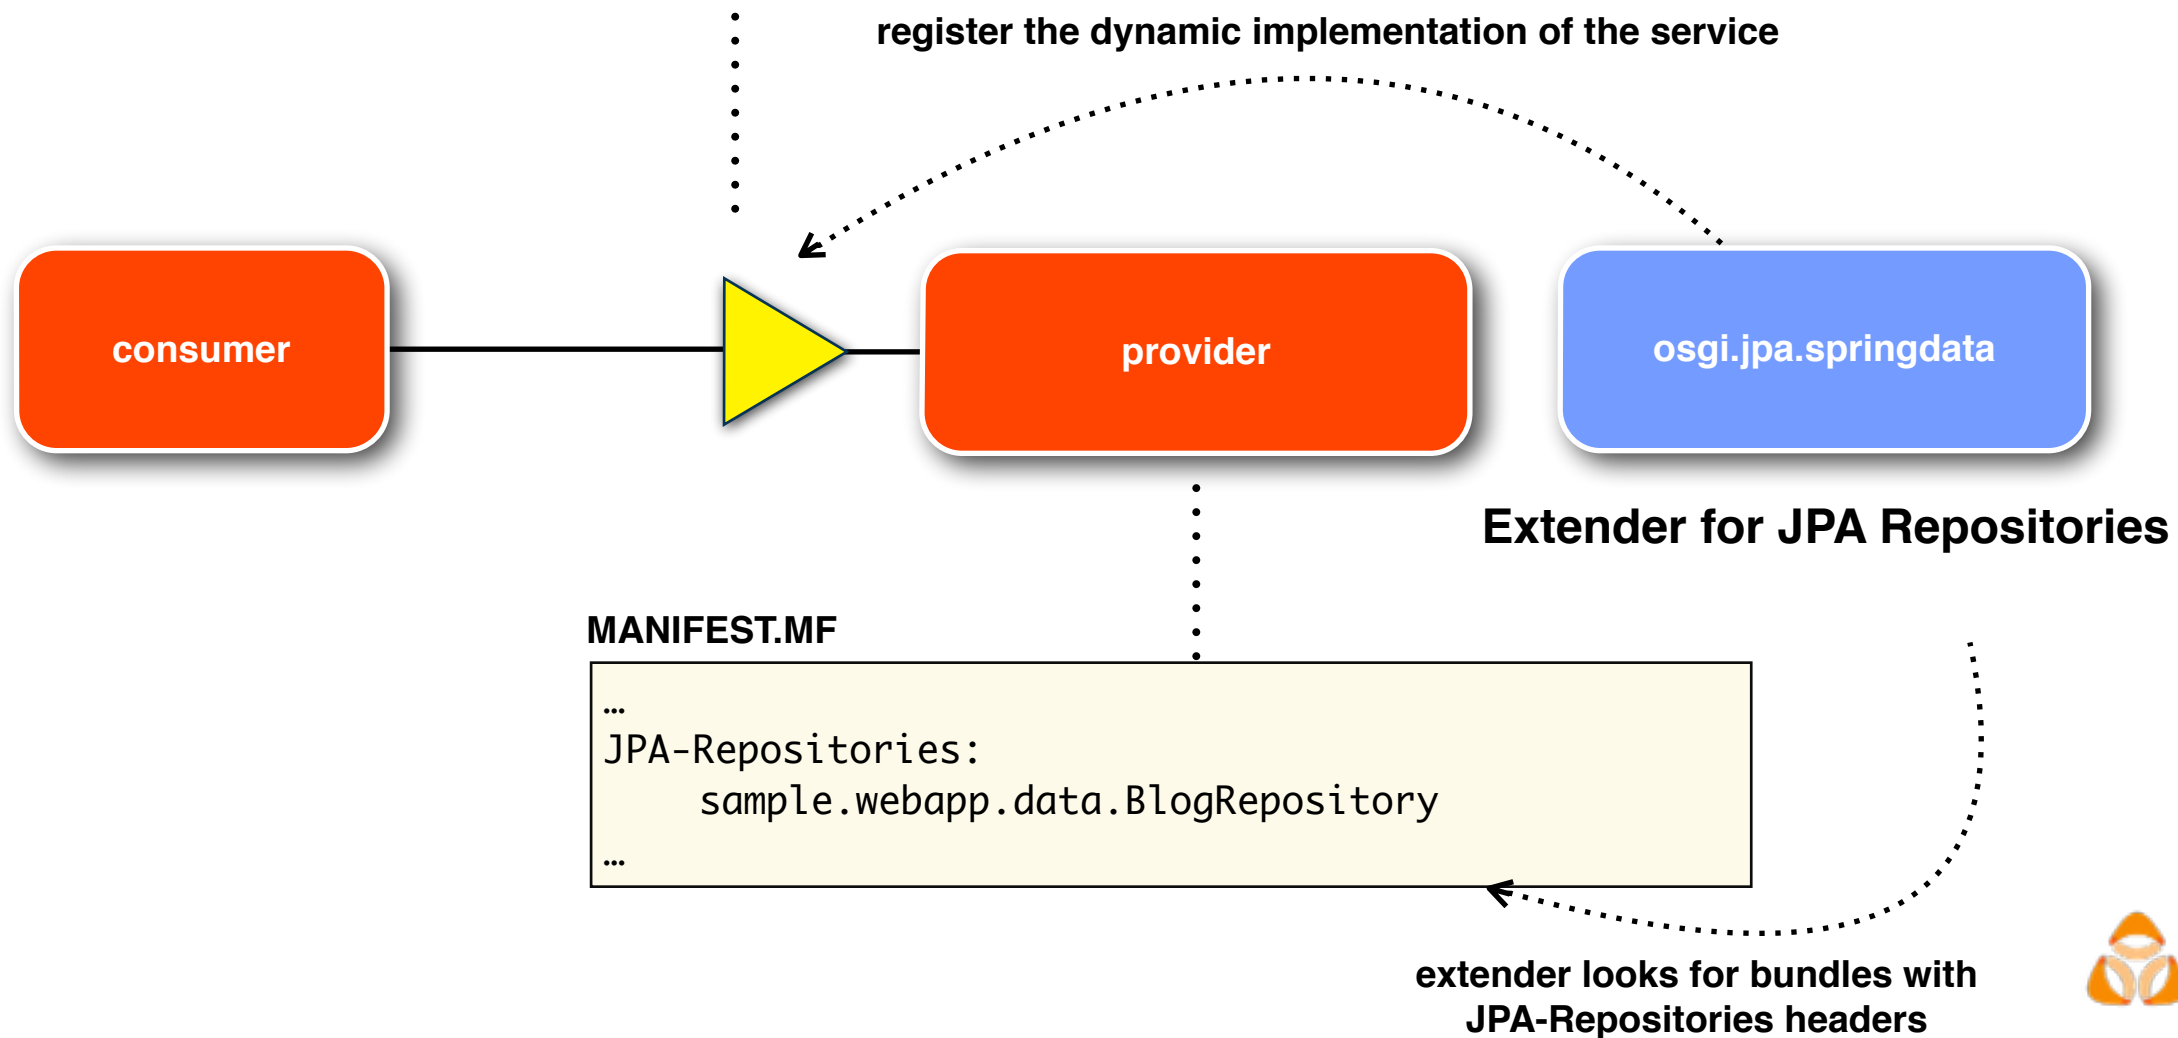 register the dynamic implementation of the service
consumer
provider
osgi.jpa.springdata
Extender for JPA Repositories
MANIFEST.MF
…
JPA-Repositories:
sample.webapp.data.BlogRepository
…
extender looks for bundles with
JPA-Repositories headers